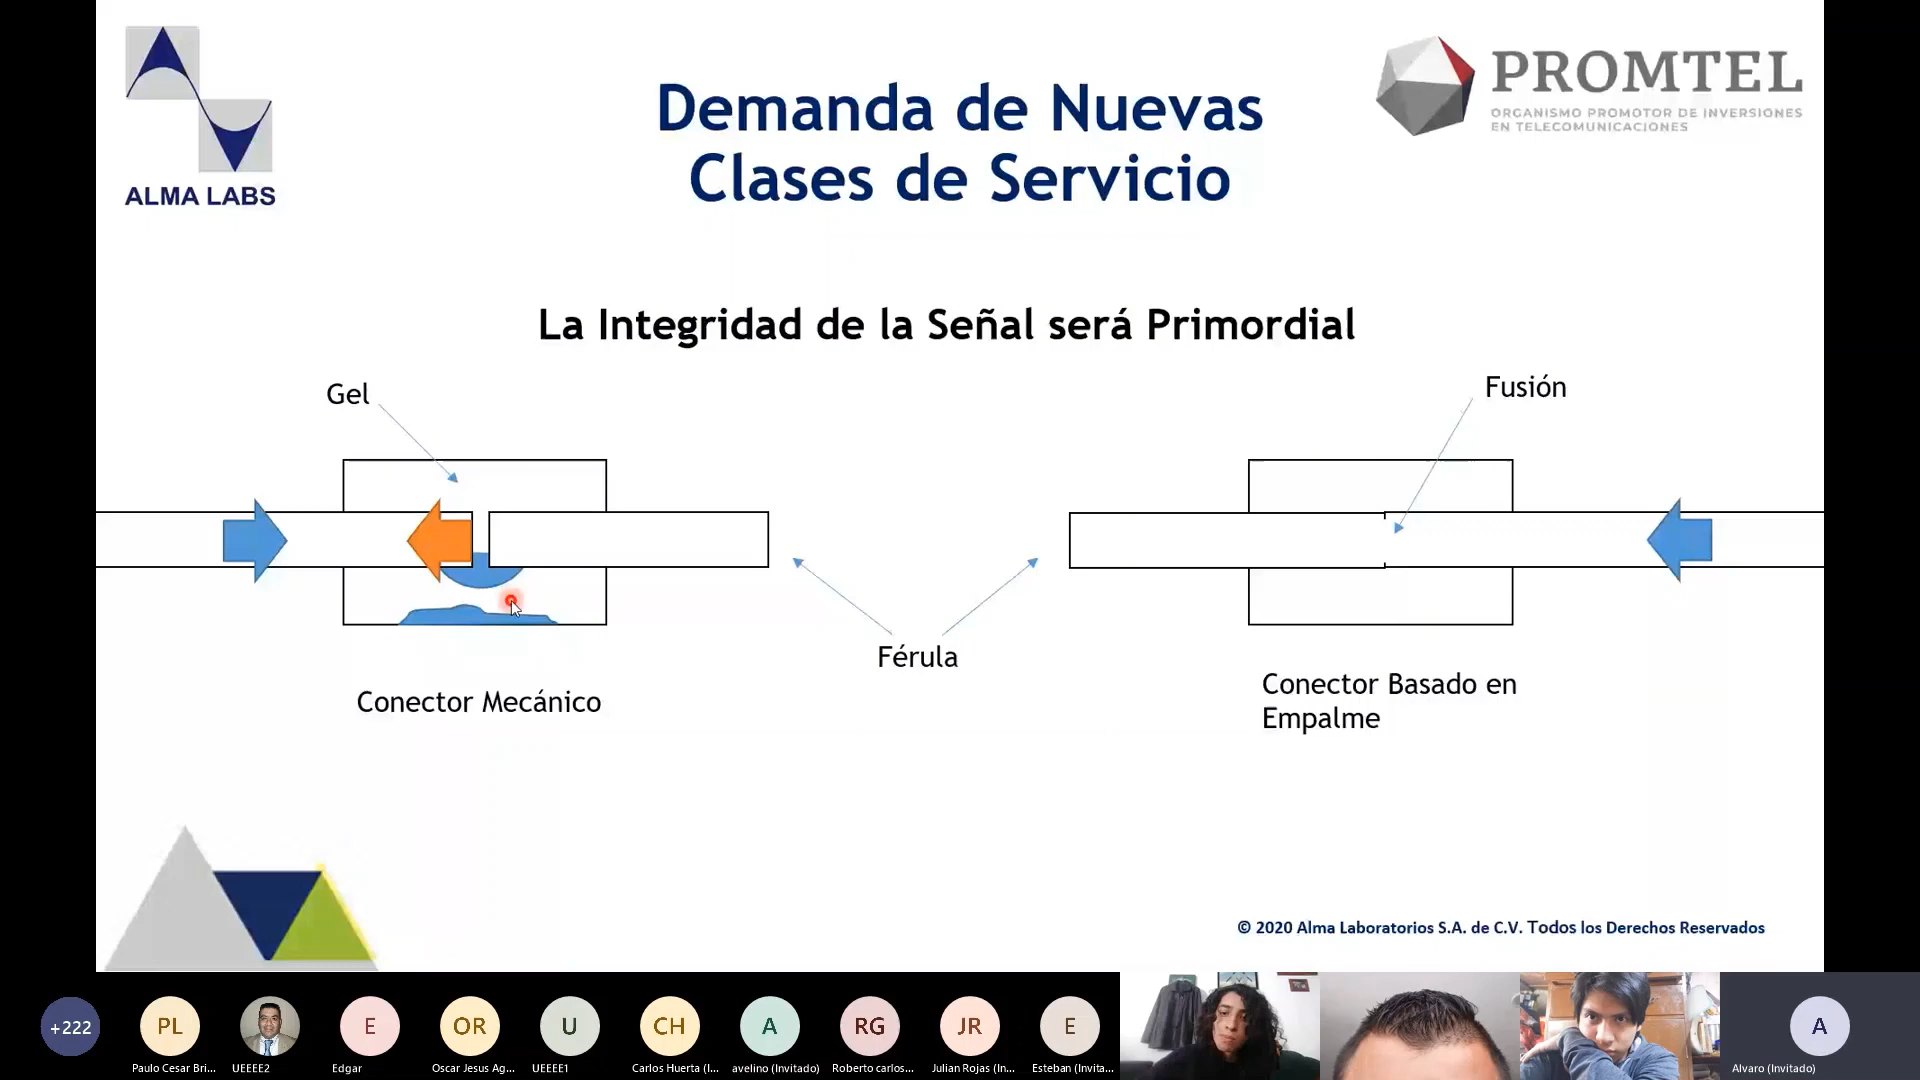 ALMA LABS
Demanda de Nuevas
Clases de Servicio
PROMTEL
ORGANISMO PROMOTOR DE INVERSIONES
EN TELECOMUNICACIONES
La Integridad de la Señal será Primordial
Gel
Fusión
Férula
Conector Mecánico
Conector Basado en
Empalme
© 2020 Alma Laboratorios S.A. de C.V. Todos los Derechos Reservados
+222
PL
E
OR
U
CH
A
RG
JR
E
A
Paulo Cesar Bri...
UEEEE2
Edgar
Oscar Jesus Ag...
UEEEE1
Carlos Huerta (I...
avelino (Invitado)
Roberto carlos...
Julian Rojas (In...
Esteban (Invita...
Alvaro (Invitado)